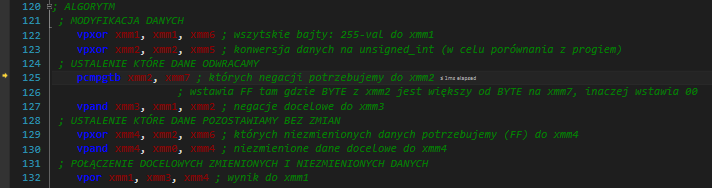 120 ; ALGORYTM
121 ; MODYFIKACJA DANYCH
122 vpxor xmm1, xmm1, xmm6 ; wszytskie bajty: 255-val do xmm1
123 vpxor xmm2, xmm2, xmm5 ; konwersja danych na unsigned_int (w celu porównania z progiem)
124 ; USTALENIE KTÓRE DANE ODWRACAMY
125 pcmpgtb xmm2, xmm7 ; których negacji potrzebujemy do xmm2 ≤ 1ms elapsed
126 ; wstawia FF tam gdzie BYTE z xmm2 jest większy od BYTE na xmm7, inaczej wstawia 00
127 vpand xmm3, xmm1, xmm2 ; negacje docelowe do xmm3
128 ; USTALENIE KTÓRE DANE POZOSTAWIAMY BEZ ZMIAN
129 vpxor xmm4, xmm2, xmm6 ; których niezmienionych danych potrzebujemy (FF) do xmm4
130 vpand xmm4, xmm0, xmm4 ; niezmienione dane docelowe do xmm4
131 ; POŁĄCZENIE DOCELOWYCH ZMIENIONYCH I NIEZMIENIONYCH DANYCH
132 vpor xmm1, xmm3, xmm4 ; wynik do xmm1